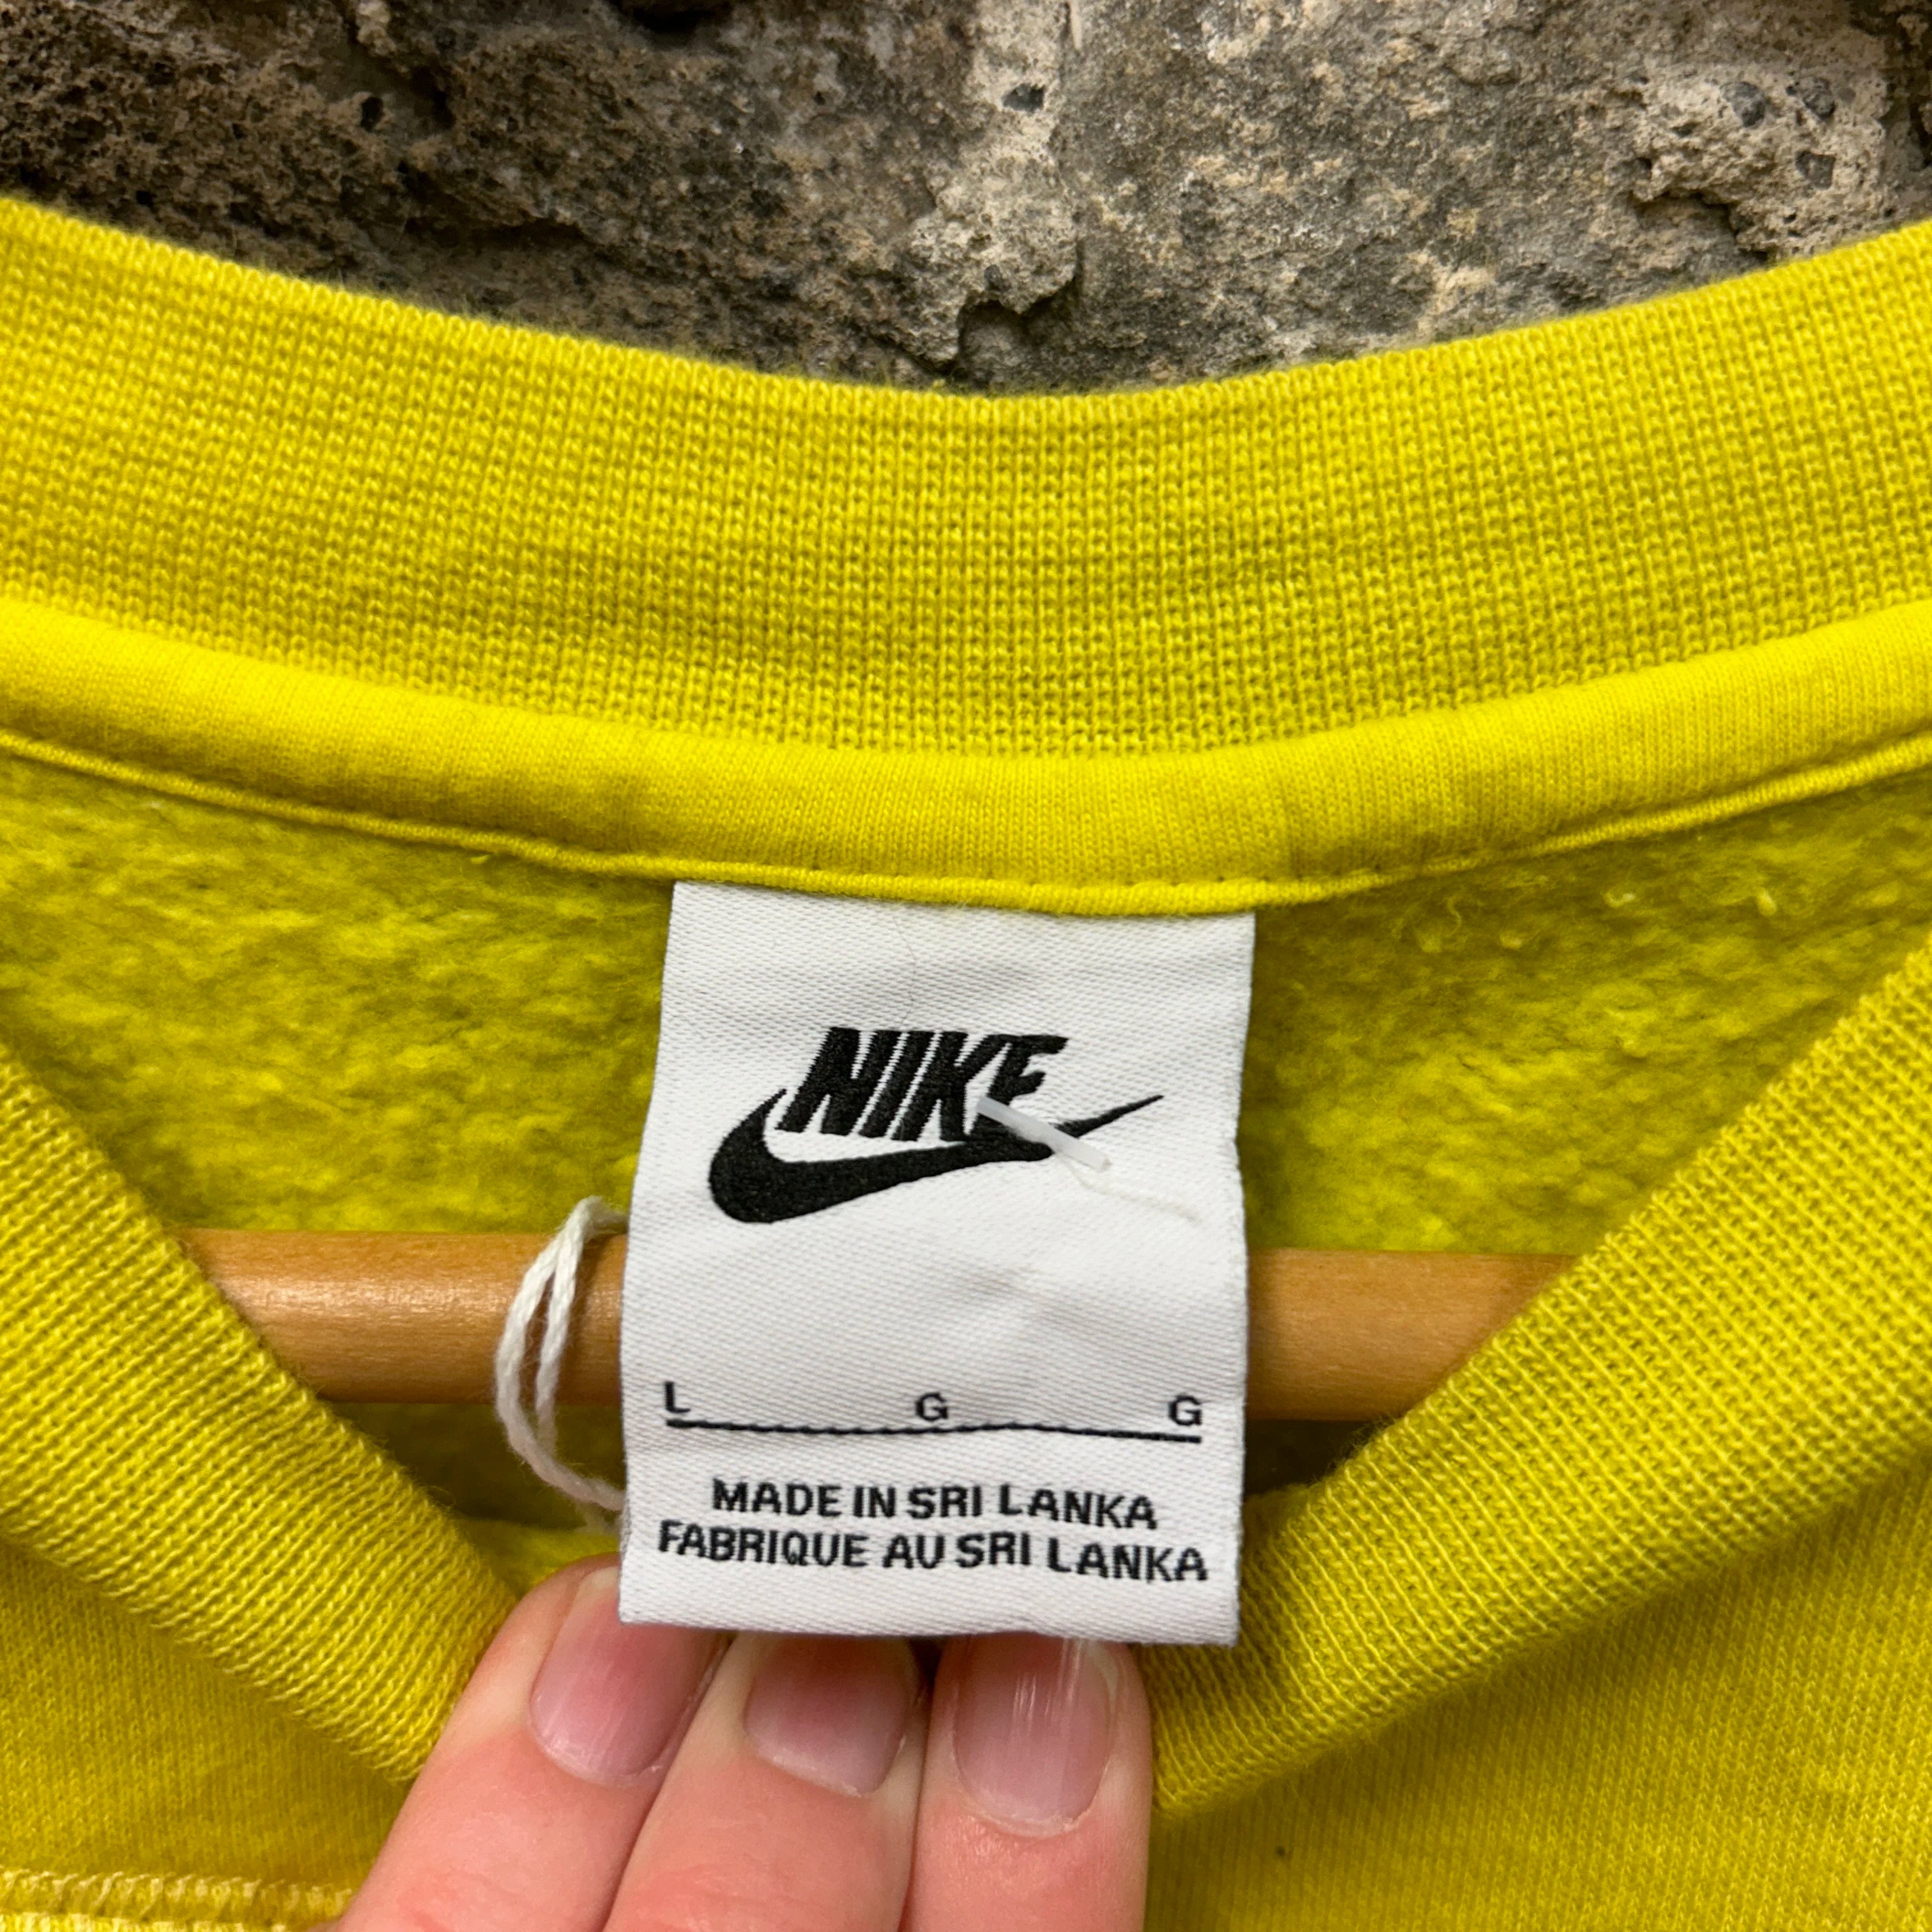 NIKE
L G G
MADE IN SRI LANKA
FABRIQUE AU SRI LANKA